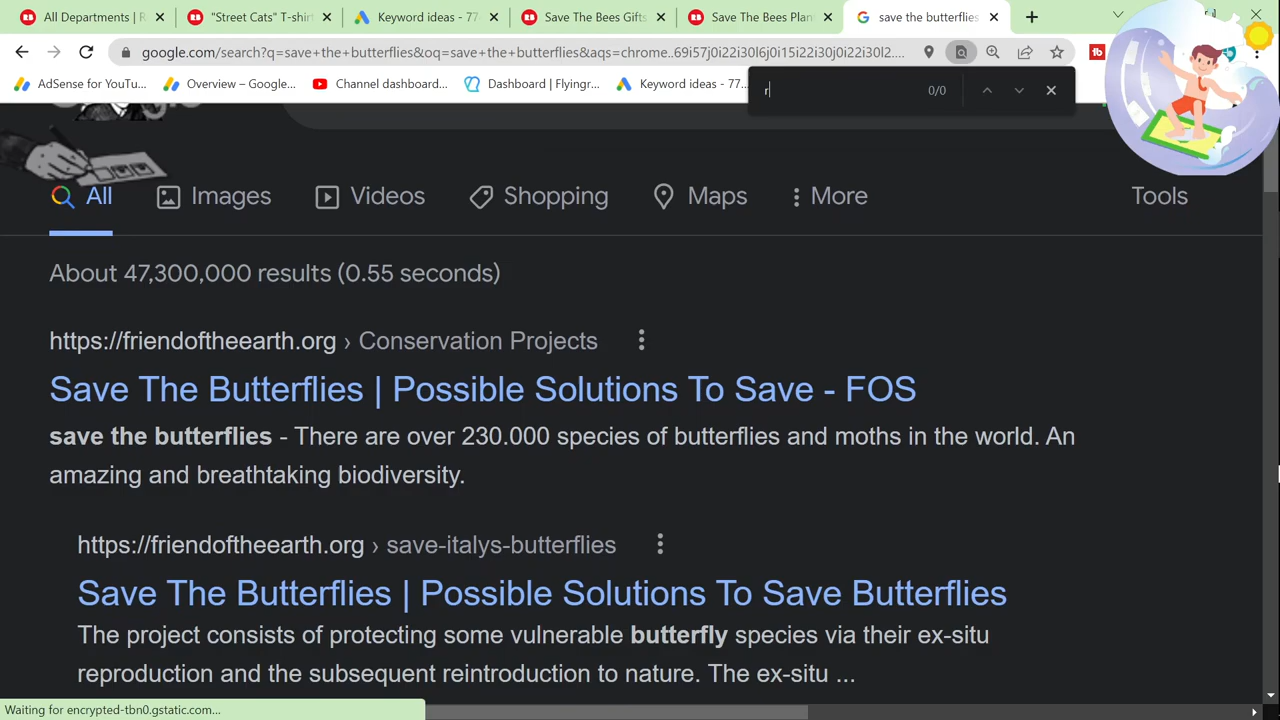 All Departments | R
"Street Cats" T-shirt
Keyword ideas - 77
Save The Bees Gifts
Save The Bees Plan
save the butterflies
google.com/search?q=save+the+butterflies&oq=save+the+butterflies&aqs=chrome..69i57j0i22i30l6j0i15i22i30j0i22i30l2....
AdSense for YouTu...
Overview – Google...
Channel dashboard...
Dashboard | Flyingr...
Keyword ideas - 77...
r
0/0
All
Images
Videos
Shopping
Maps
More
Tools
About 47,300,000 results (0.55 seconds)
https://friendoftheearth.org › Conservation Projects
Save The Butterflies | Possible Solutions To Save - FOS
save the butterflies - There are over 230.000 species of butterflies and moths in the world. An
amazing and breathtaking biodiversity.
https://friendoftheearth.org › save-italys-butterflies
Save The Butterflies | Possible Solutions To Save Butterflies
The project consists of protecting some vulnerable butterfly species via their ex-situ
reproduction and the subsequent reintroduction to nature. The ex-situ ...
Waiting for encrypted-tbn0.gstatic.com...